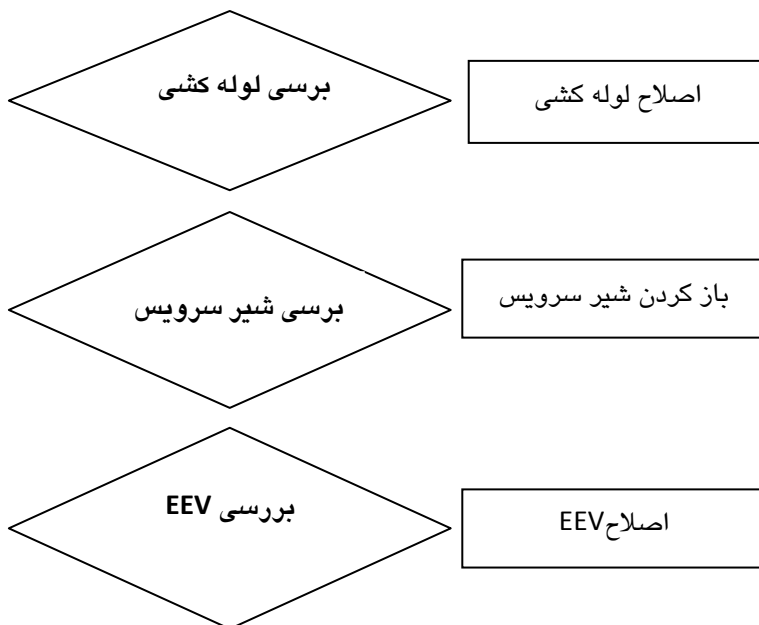 برسی لوله کشی
اصلاح لوله کشی
برسی شیر سرویس
باز کردن شیر سرویس
بررسی EEV
اصلاحEEV